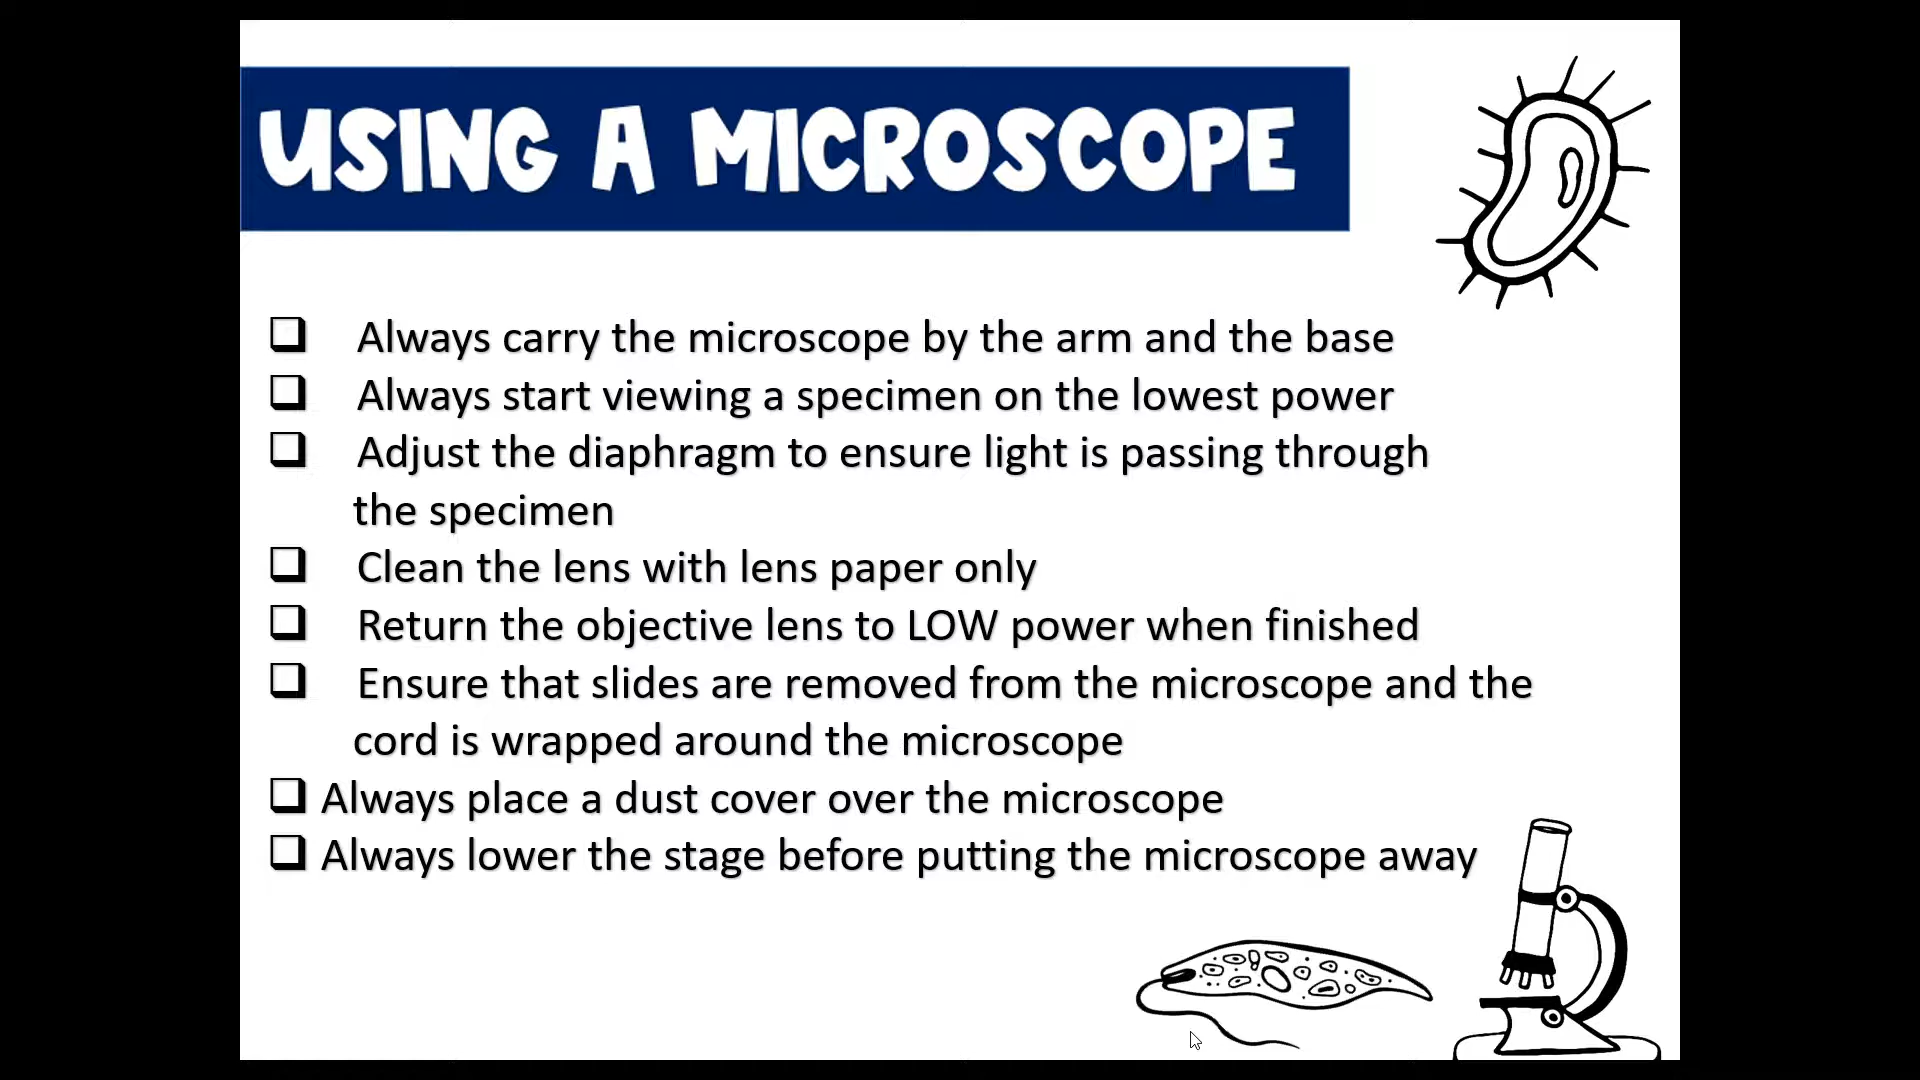 USING A MICROSCOPE
Always carry the microscope by the arm and the base
Always start viewing a specimen on the lowest power
Adjust the diaphragm to ensure light is passing through
the specimen
Clean the lens with lens paper only
Return the objective lens to LOW power when finished
Ensure that slides are removed from the microscope and the
cord is wrapped around the microscope
Always place a dust cover over the microscope
Always lower the stage before putting the microscope away